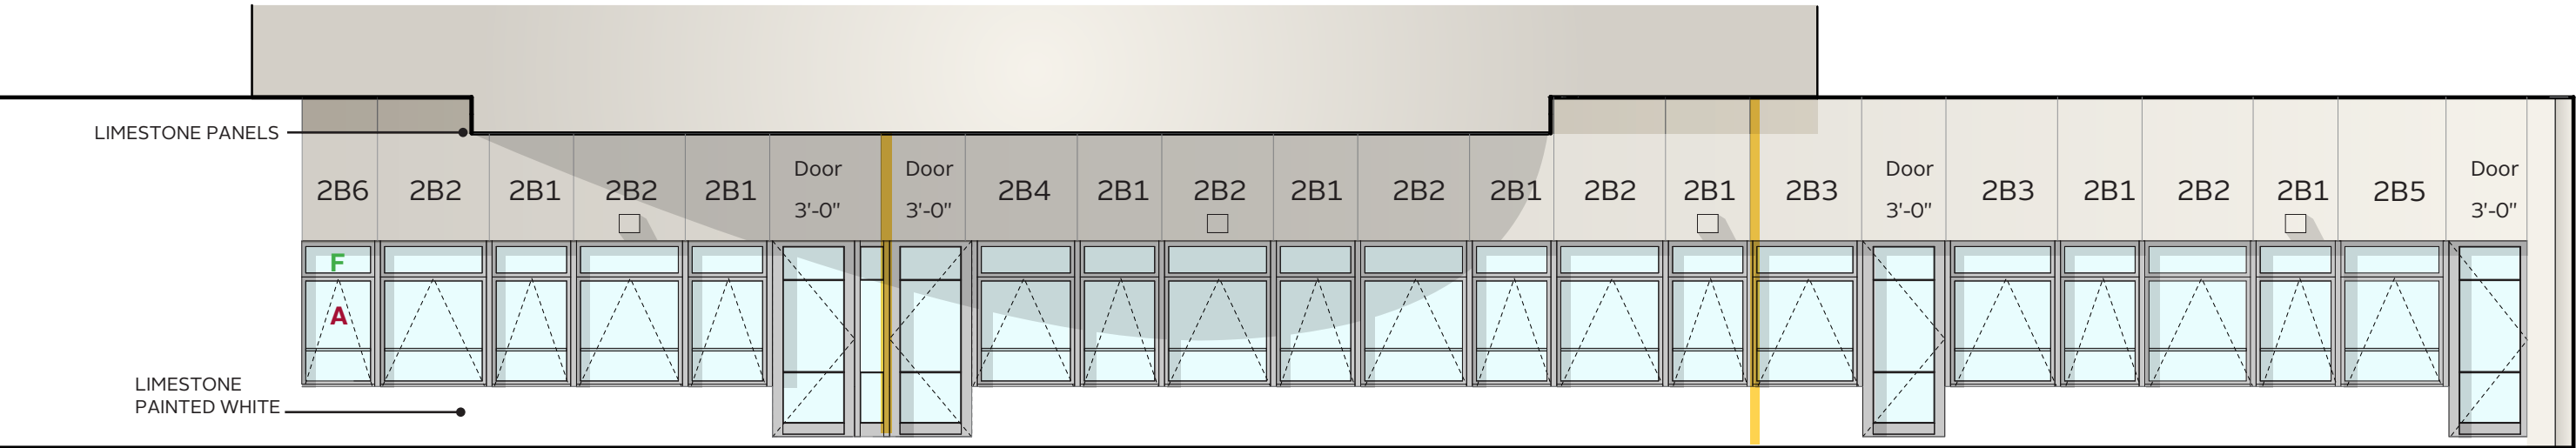 LIMESTONE PANELS
Door Door Door Door
2B6 2B2 2B1 2B2 2B1 2B4 2B1 2B2 2B1 2B2 2B1 2B2 2B1 2B3 2B3 2B1 2B2 2B1 2B5
3'-0" 3'-0" 3'-0" 3'-0"
F
A
LIMESTONE
PAINTED WHITE